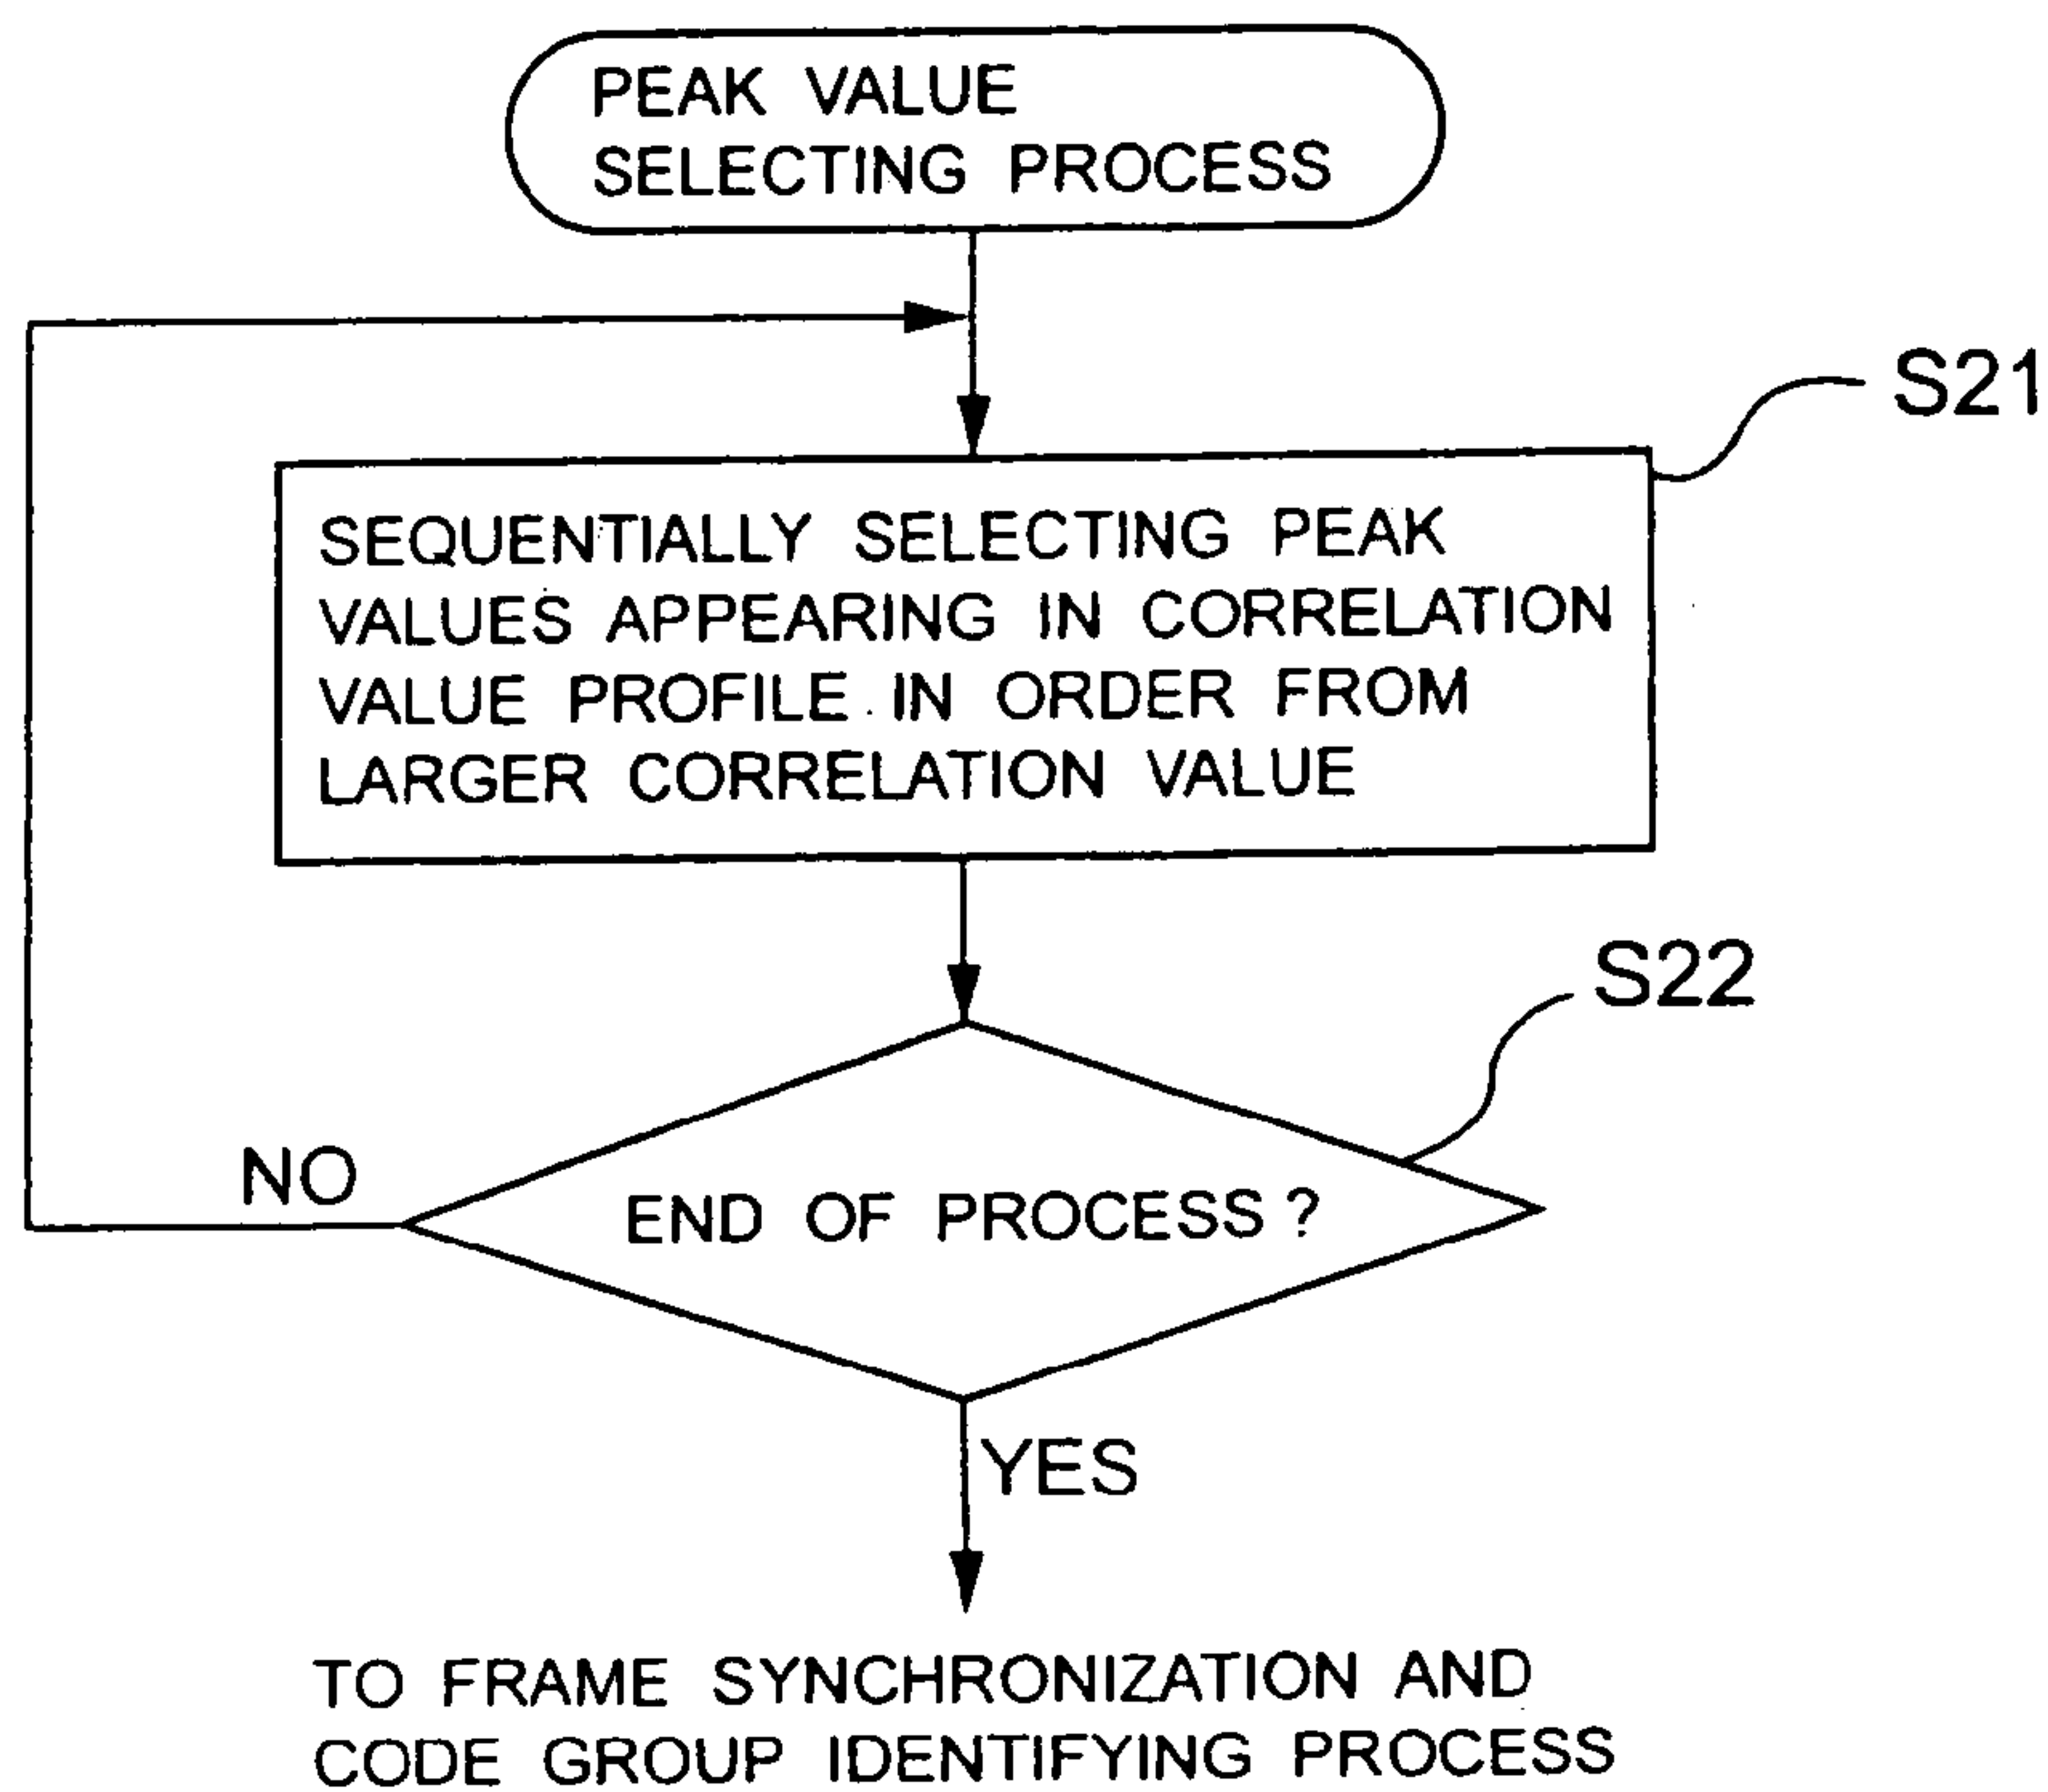 PEAK VALUE
SELECTING PROCESS
S21
SEQUENTIALLY SELECTING PEAK
VALUES APPEARING IN CORRELATION
VALUE PROFILE IN ORDER FROM
LARGER CORRELATION VALUE
S22
NO
END OF PROCESS?
YES
TO FRAME SYNCHRONIZATION AND
CODE GROUP IDENTIFYING PROCESS